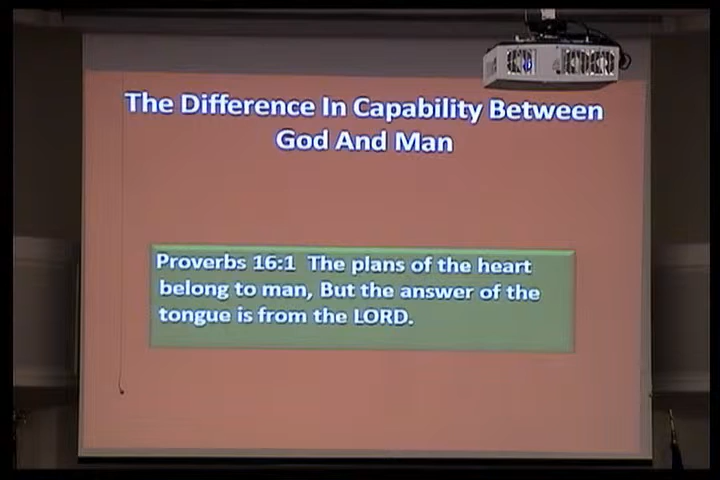 The Difference In Capability Between
God And Man
Proverbs 16:1 The plans of the heart
belong to man, But the answer of the
tongue is from the LORD.